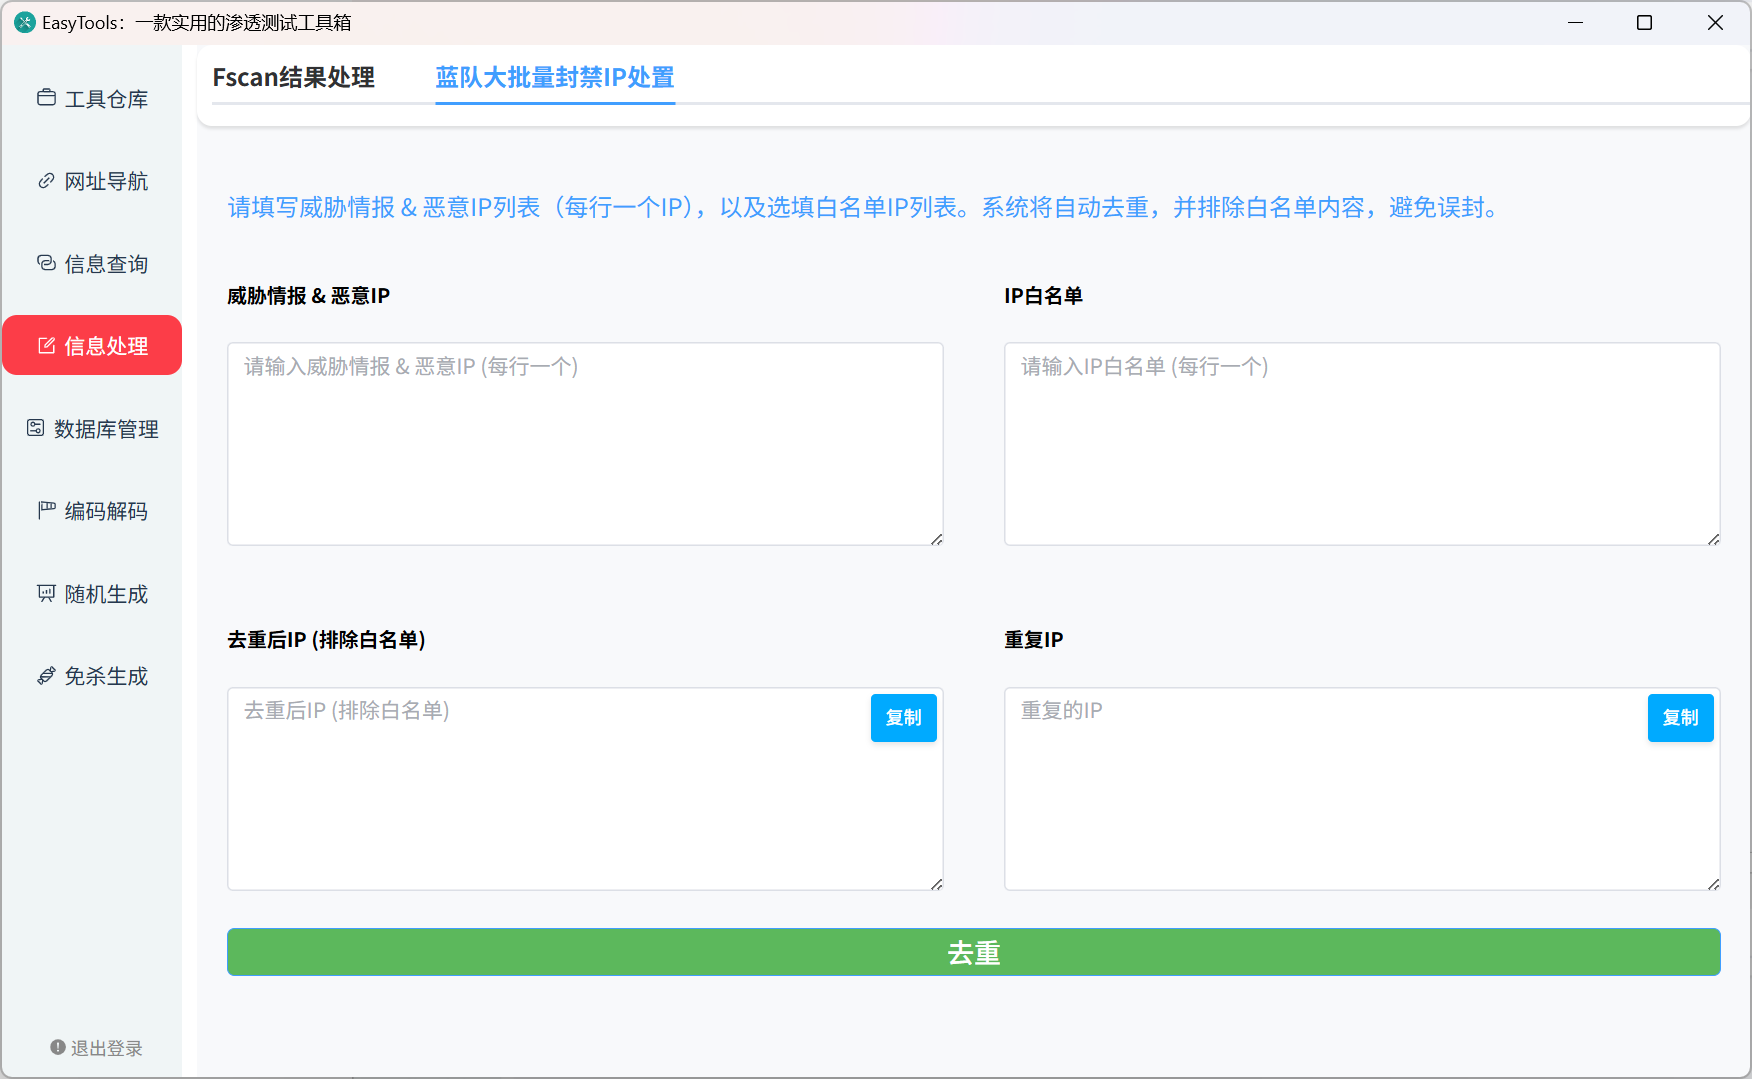 EasyTools：一款实用的渗透测试工具箱
工具仓库
网址导航
信息查询
信息处理
数据库管理
编码解码
随机生成
免杀生成
退出登录
Fscan结果处理
蓝队大批量封禁IP处置
请填写威胁情报 & 恶意IP列表（每行一个IP），以及选填白名单IP列表。系统将自动去重，并排除白名单内容，避免误封。
威胁情报 & 恶意IP
IP白名单
请输入威胁情报 & 恶意IP (每行一个)
请输入IP白名单 (每行一个)
去重后IP (排除白名单)
重复IP
去重后IP (排除白名单)
复制
重复的IP
复制
去重